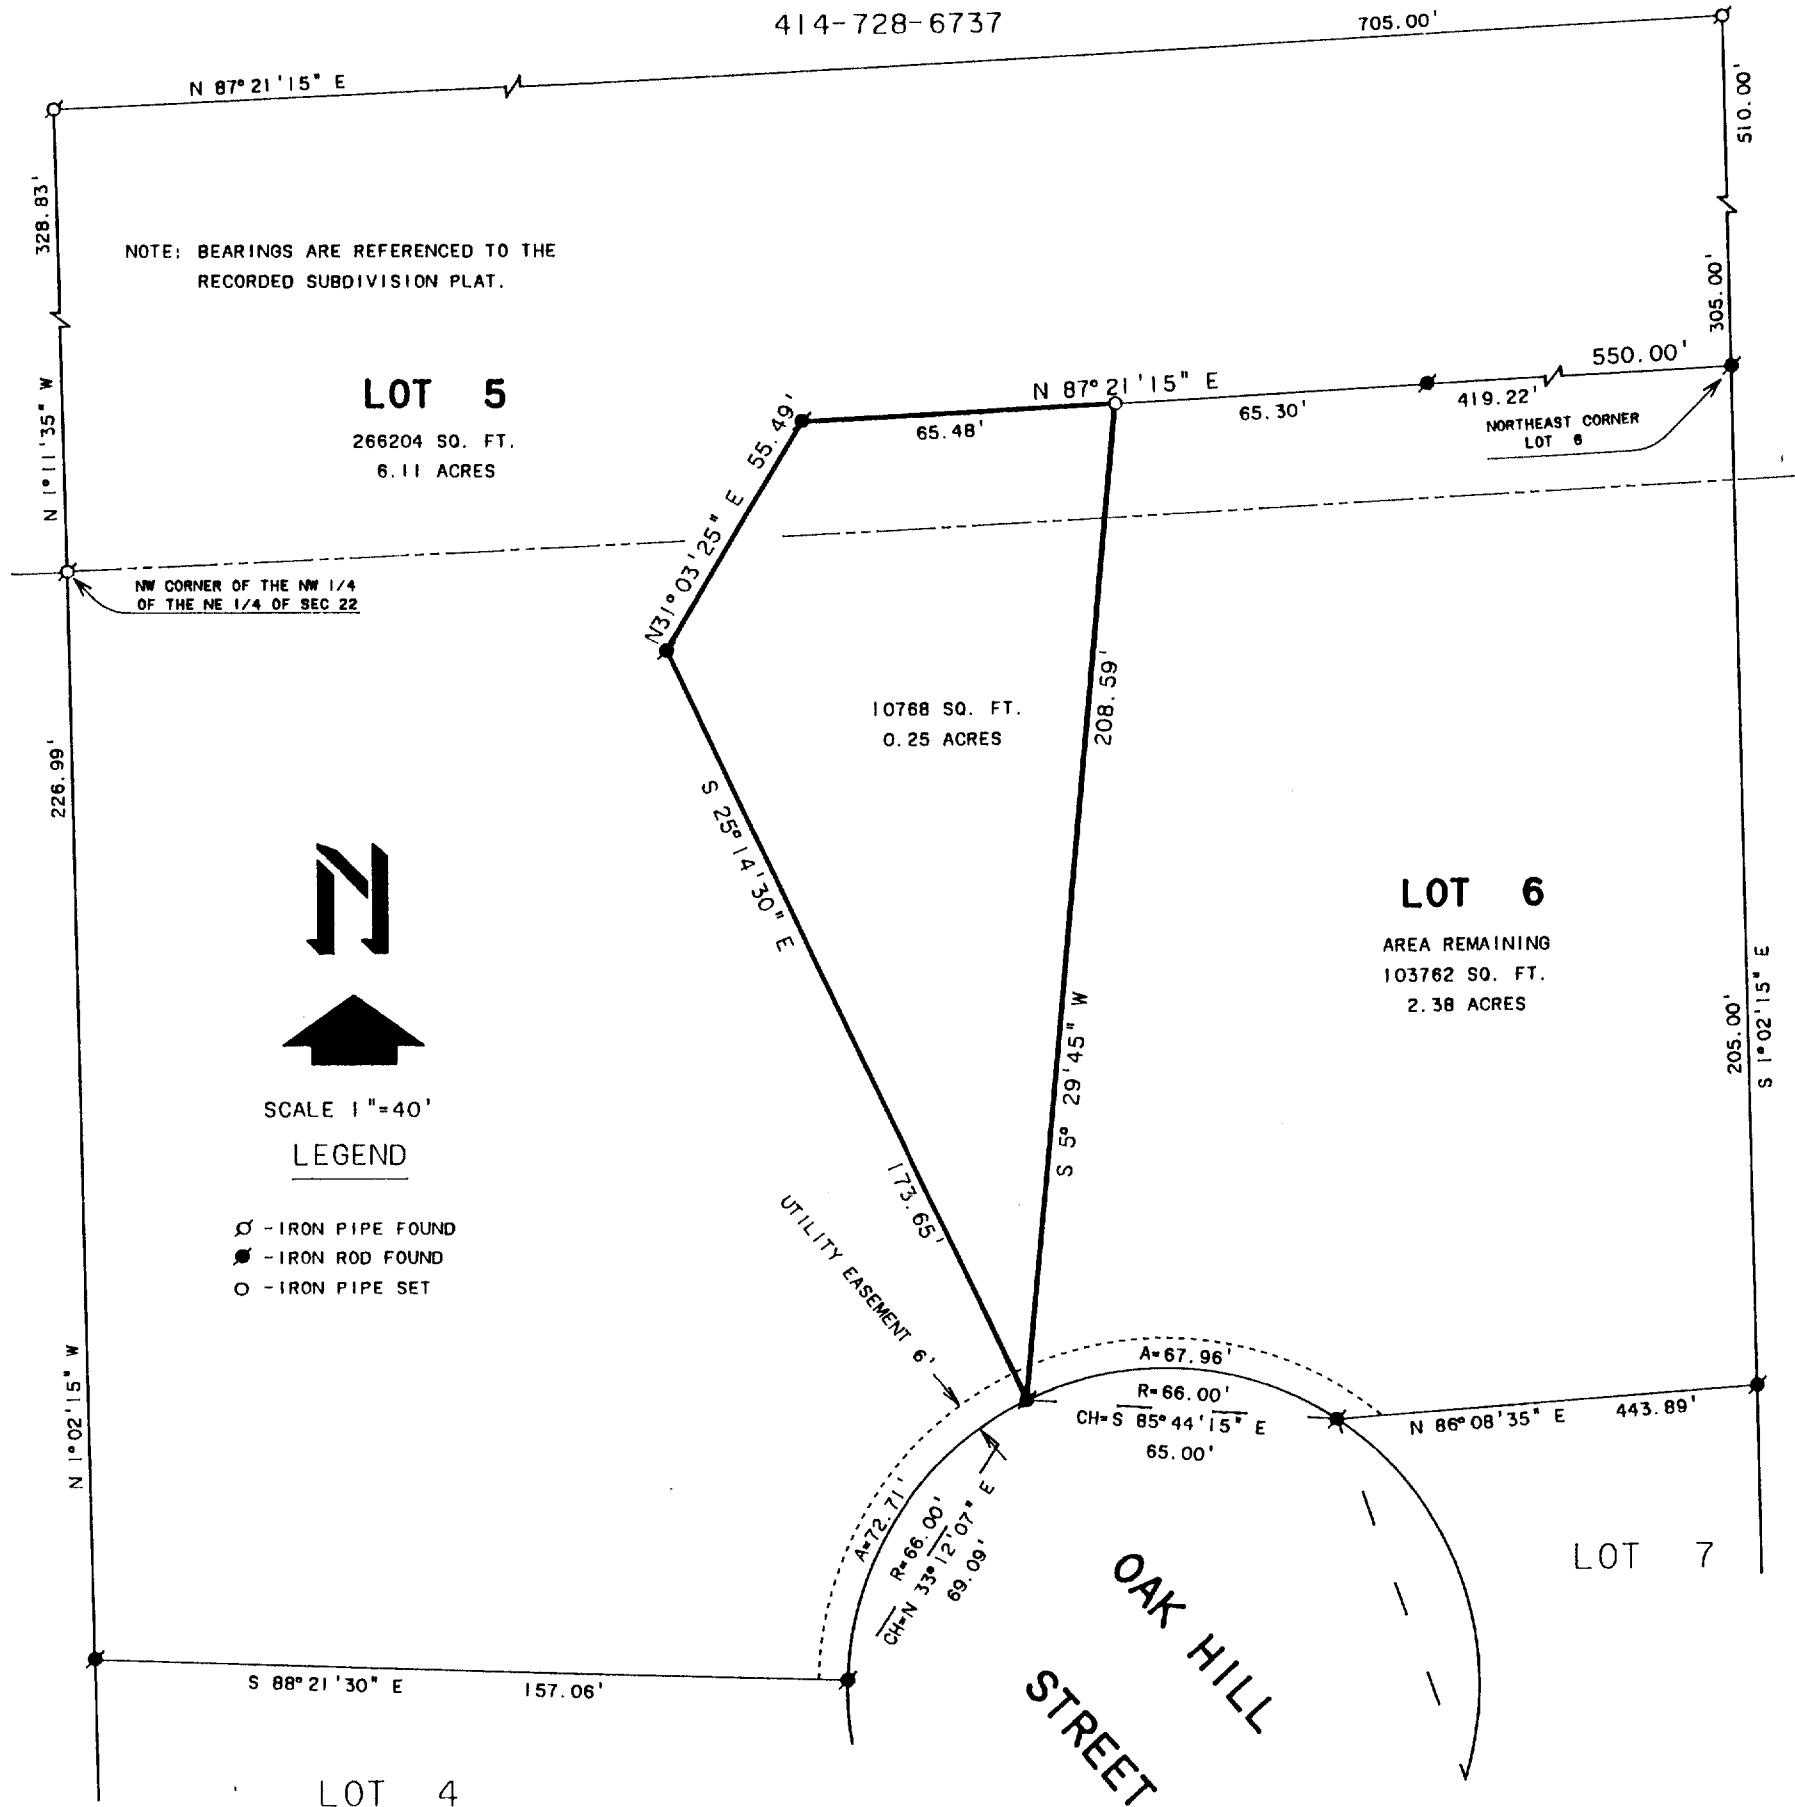 414-728-6737
705.00'
N 87° 21'15" E
510.00'
328.83'
NOTE: BEARINGS ARE REFERENCED TO THE
RECORDED SUBDIVISION PLAT.
305.00'
550.00'
N 87° 21'15" E
LOT 5
266204 SQ. FT.
6.11 ACRES
N 1° 11'35" W
N31° 03'25" E 55.49'
65.48'
65.30'
419.22'
NORTHEAST CORNER
LOT 6
NW CORNER OF THE NW 1/4
OF THE NE 1/4 OF SEC 22
10768 SQ. FT.
0.25 ACRES
208.59'
226.99'
S 25° 14'30" E
173.65'
N
LOT 6
AREA REMAINING
103762 SQ. FT.
2.38 ACRES
S 5° 29'45" W
205.00'
S 1° 02'15" E
SCALE 1"=40'
LEGEND
-IRON PIPE FOUND
-IRON ROD FOUND
-IRON PIPE SET
UTILITY EASEMENT 6'
N 1° 02'15" W
A=67.96'
R=66.00'
CH=S 85° 44'15" E
65.00'
N 86° 08'35" E 443.89'
A=72.71'
R=66.00'
CH=N 33° 12'07" E
69.09'
OAK HILL
STREET
LOT 7
S 88° 21'30" E 157.06'
LOT 4